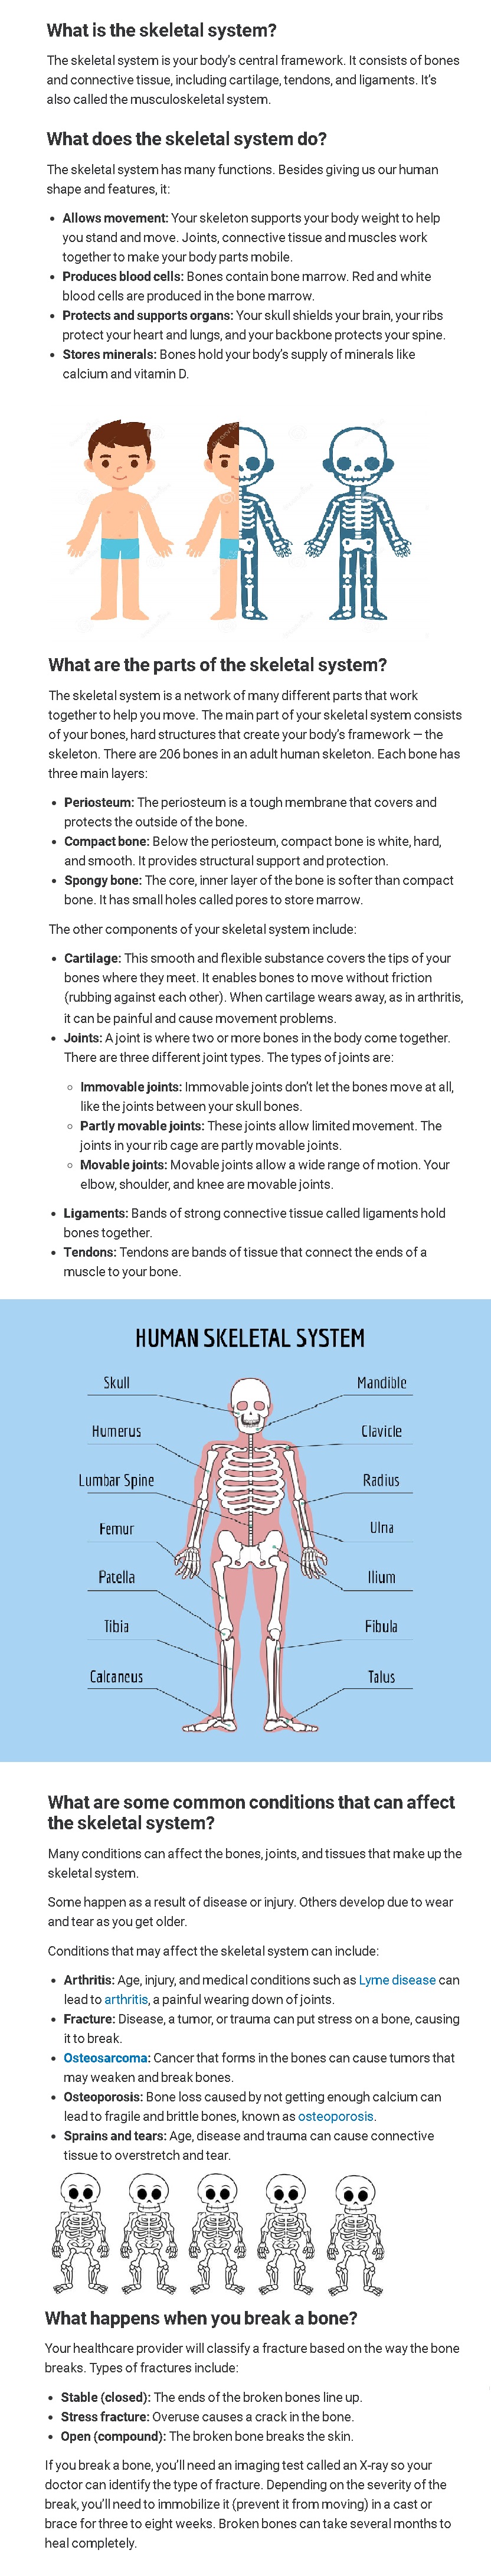 What is the skeletal system?
The skeletal system is your body's central framework. It consists of bones
and connective tissue, including cartilage, tendons, and ligaments. It's
also called the musculoskeletal system.
What does the skeletal system do?
The skeletal system has many functions. Besides giving us our human
shape and features, it:
• Allows movement: Your skeleton supports your body weight to help
you stand and move. Joints, connective tissue and muscles work
together to make your body parts mobile.
• Produces blood cells: Bones contain bone marrow. Red and white
blood cells are produced in the bone marrow.
• Protects and supports organs: Your skull shields your brain, your ribs
protect your heart and lungs, and your backbone protects your spine.
• Stores minerals: Bones hold your body's supply of minerals like
calcium and vitamin D.
What are the parts of the skeletal system?
The skeletal system is a network of many different parts that work
together to help you move. The main part of your skeletal system consists
of your bones, hard structures that create your body's framework — the
skeleton. There are 206 bones in an adult human skeleton. Each bone has
three main layers:
• Periosteum: The periosteum is a tough membrane that covers and
protects the outside of the bone.
• Compact bone: Below the periosteum, compact bone is white, hard,
and smooth. It provides structural support and protection.
• Spongy bone: The core, inner layer of the bone is softer than compact
bone. It has small holes called pores to store marrow.
The other components of your skeletal system include:
• Cartilage: This smooth and flexible substance covers the tips of your
bones where they meet. It enables bones to move without friction
(rubbing against each other). When cartilage wears away, as in arthritis,
it can be painful and cause movement problems.
• Joints: A joint is where two or more bones in the body come together.
There are three different joint types. The types of joints are:
◦ Immovable joints: Immovable joints don't let the bones move at all,
like the joints between your skull bones.
◦ Partly movable joints: These joints allow limited movement. The
joints in your rib cage are partly movable joints.
◦ Movable joints: Movable joints allow a wide range of motion. Your
elbow, shoulder, and knee are movable joints.
• Ligaments: Bands of strong connective tissue called ligaments hold
bones together.
• Tendons: Tendons are bands of tissue that connect the ends of a
muscle to your bone.
HUMAN SKELETAL SYSTEM
Skull
Mandible
Humerus
Clavicle
Lumbar Spine
Radius
Femur
Ulna
Patella
Ilium
Tibia
Fibula
Calcaneus
Talus
What are some common conditions that can affect
the skeletal system?
Many conditions can affect the bones, joints, and tissues that make up the
skeletal system.
Some happen as a result of disease or injury. Others develop due to wear
and tear as you get older.
Conditions that may affect the skeletal system can include:
• Arthritis: Age, injury, and medical conditions such as Lyme disease can
lead to arthritis, a painful wearing down of joints.
• Fracture: Disease, a tumor, or trauma can put stress on a bone, causing
it to break.
• Osteosarcoma: Cancer that forms in the bones can cause tumors that
may weaken and break bones.
• Osteoporosis: Bone loss caused by not getting enough calcium can
lead to fragile and brittle bones, known as osteoporosis.
• Sprains and tears: Age, disease and trauma can cause connective
tissue to overstretch and tear.
What happens when you break a bone?
Your healthcare provider will classify a fracture based on the way the bone
breaks. Types of fractures include:
• Stable (closed): The ends of the broken bones line up.
• Stress fracture: Overuse causes a crack in the bone.
• Open (compound): The broken bone breaks the skin.
If you break a bone, you'll need an imaging test called an X-ray so your
doctor can identify the type of fracture. Depending on the severity of the
break, you'll need to immobilize it (prevent it from moving) in a cast or
brace for three to eight weeks. Broken bones can take several months to
heal completely.